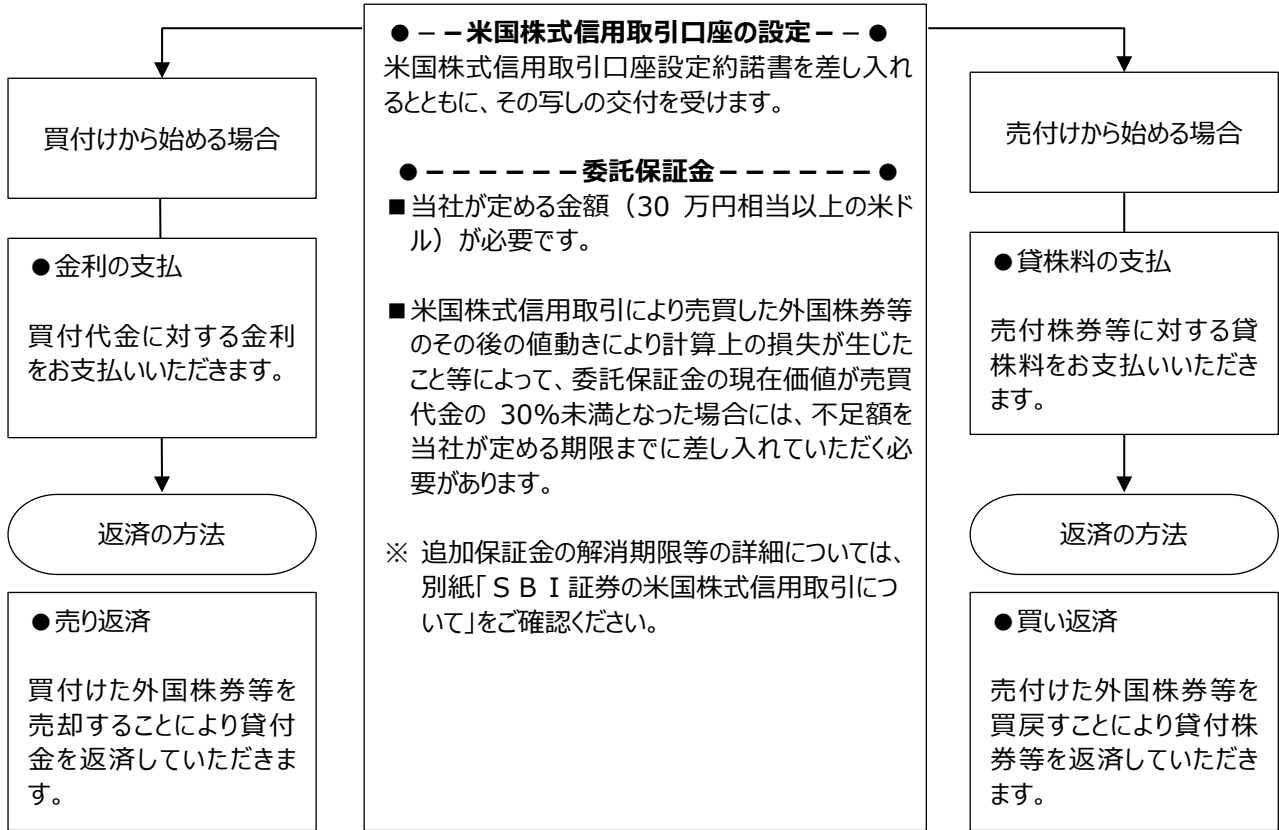 ●－－米国株式信用取引口座の設定－－●
米国株式信用取引口座設定約諾書を差し入れ
るとともに、その写しの交付を受けます。
●－－－－－－委託保証金－－－－－－●
■当社が定める金額（30 万円相当以上の米ド
ル）が必要です。
■米国株式信用取引により売買した外国株券等
のその後の値動きにより計算上の損失が生じた
こと等によって、委託保証金の現在価値が売買
代金の 30％未満となった場合には、不足額を
当社が定める期限までに差し入れていただく必
要があります。
※ 追加保証金の解消期限等の詳細については、
別紙「ＳＢＩ証券の米国株式信用取引につ
いて」をご確認ください。
買付けから始める場合
●金利の支払
買付代金に対する金利
をお支払いいただきます。
返済の方法
●売り返済
買付けた外国株券等を
売却することにより貸付
金を返済していただきま
す。
売付けから始める場合
●貸株料の支払
売付株券等に対する貸
株料をお支払いいただき
ます。
返済の方法
●買い返済
売付けた外国株券等を
買戻すことにより貸付株
券等を返済していただき
ます。